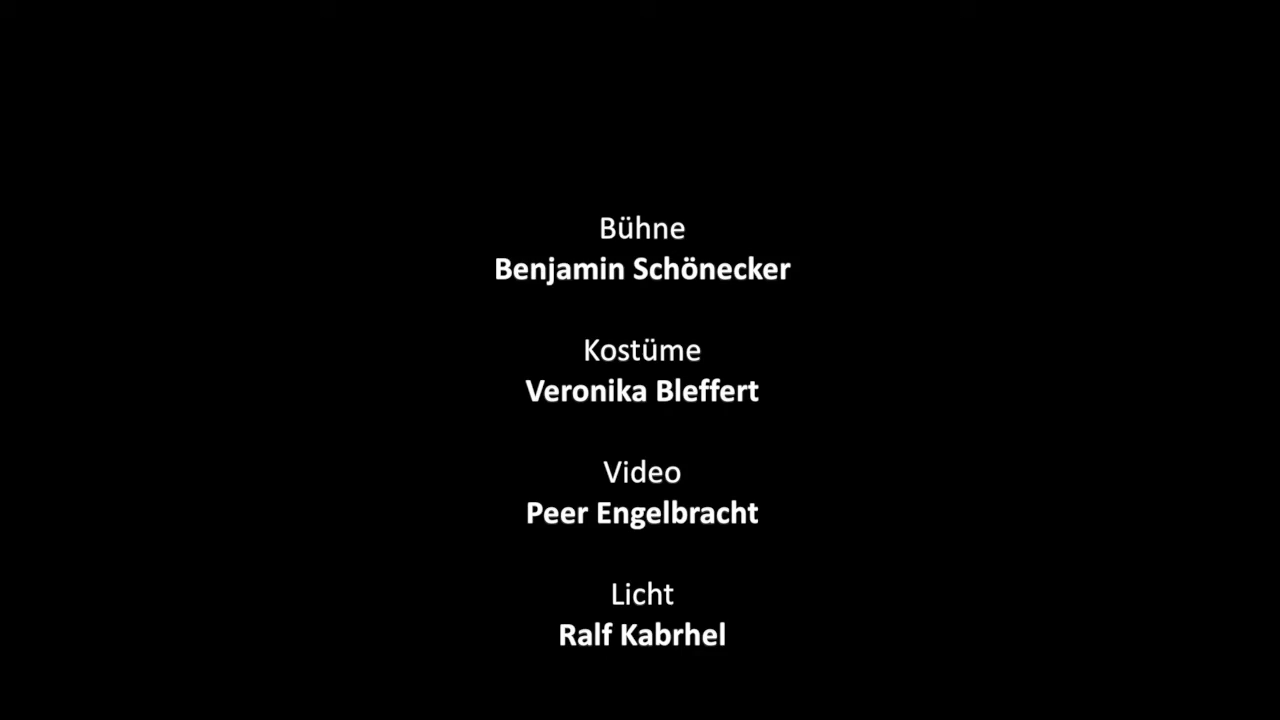 Bühne
Benjamin Schönecker
Kostüme
Veronika Bleffert
Video
Peer Engelbracht
Licht
Ralf Kabrhel